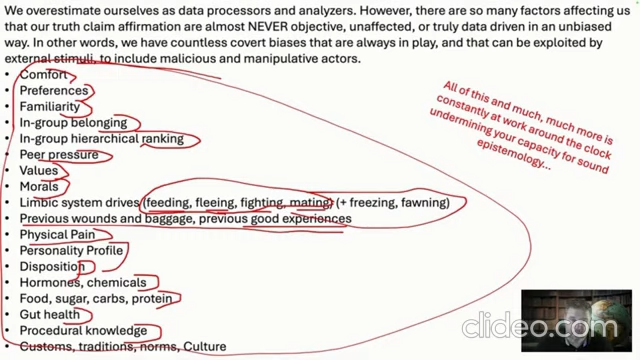 We overestimate ourselves as data processors and analyzers. However, there are so many factors affecting us
that our truth claim affirmation are almost NEVER objective, unaffected, or truly data driven in an unbiased
way. In other words, we have countless covert biases that are always in play, and that can be exploited by
external stimuli, to include malicious and manipulative actors.
• Comfort
• Preferences
• Familiarity
• In-group belonging
• In-group hierarchical ranking
• Peer pressure
• Values
• Morals
• Limbic system drives (feeding, fleeing, fighting, mating) (+ freezing, fawning)
• Previous wounds and baggage, previous good experiences
• Physical Pain
• Personality Profile
• Disposition
• Hormones, chemicals
• Food, sugar, carbs, protein
• Gut health
• Procedural knowledge
• Customs, traditions, norms, Culture
All of this and much, much more is
constantly at work around the clock
undermining your capacity for sound
epistemology...
clideo.com